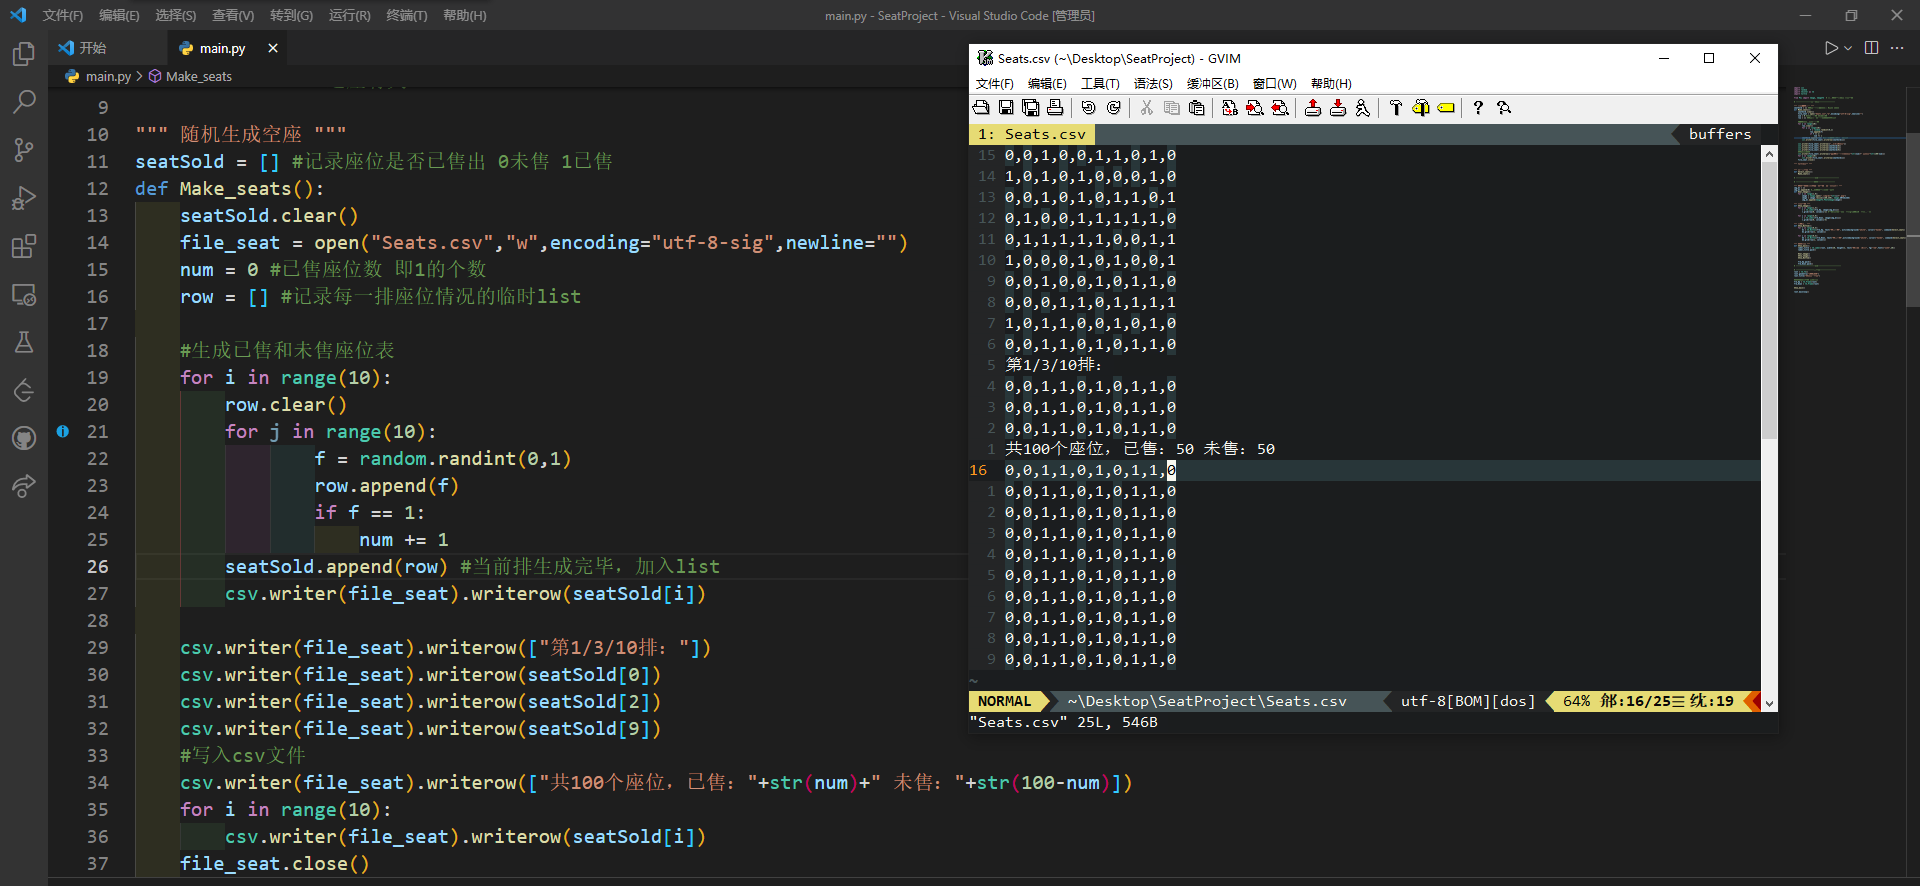 文件(F) 编辑(E) 选择(S) 查看(V) 转到(G) 运行(R) 终端(T) 帮助(H)
main.py - SeatProject - Visual Studio Code [管理员]
开始
main.py
main.py > Make_seats
9
10 """ 随机生成空座 """
11 seatSold = [] #记录座位是否已售出 0未售 1已售
12 def Make_seats():
13 seatSold.clear()
14 file_seat = open("Seats.csv","w",encoding="utf-8-sig",newline="")
15 num = 0 #已售座位数 即1的个数
16 row = [] #记录每一排座位情况的临时list
17
18 #生成已售和未售座位表
19 for i in range(10):
20 row.clear()
21 for j in range(10):
22 f = random.randint(0,1)
23 row.append(f)
24 if f == 1:
25 num += 1
26 seatSold.append(row) #当前排生成完毕，加入list
27 csv.writer(file_seat).writerow(seatSold[i])
28
29 csv.writer(file_seat).writerow(["第1/3/10排："])
30 csv.writer(file_seat).writerow(seatSold[0])
31 csv.writer(file_seat).writerow(seatSold[2])
32 csv.writer(file_seat).writerow(seatSold[9])
33 #写入csv文件
34 csv.writer(file_seat).writerow(["共100个座位，已售："+str(num)+" 未售："+str(100-num)])
35 for i in range(10):
36 csv.writer(file_seat).writerow(seatSold[i])
37 file_seat.close()
Seats.csv (~\Desktop\SeatProject) - GVIM
文件(F) 编辑(E) 工具(T) 语法(S) 缓冲区(B) 窗口(W) 帮助(H)
1: Seats.csv
buffers
15 0,0,1,0,0,1,1,0,1,0
14 1,0,1,0,1,0,0,0,1,0
13 0,0,1,0,1,0,1,1,0,1
12 0,1,0,0,1,1,1,1,1,0
11 0,1,1,1,1,1,0,0,1,1
10 1,0,0,0,1,0,1,0,0,1
9 0,0,1,0,0,1,0,1,1,0
8 0,0,0,1,1,0,1,1,1,1
7 1,0,1,1,0,0,1,0,1,0
6 0,0,1,1,0,1,0,1,1,0
5 第1/3/10排：
4 0,0,1,1,0,1,0,1,1,0
3 0,0,1,1,0,1,0,1,1,0
2 0,0,1,1,0,1,0,1,1,0
1 共100个座位，已售：50 未售：50
16 0,0,1,1,0,1,0,1,1,0
1 0,0,1,1,0,1,0,1,1,0
2 0,0,1,1,0,1,0,1,1,0
3 0,0,1,1,0,1,0,1,1,0
4 0,0,1,1,0,1,0,1,1,0
5 0,0,1,1,0,1,0,1,1,0
6 0,0,1,1,0,1,0,1,1,0
7 0,0,1,1,0,1,0,1,1,0
8 0,0,1,1,0,1,0,1,1,0
9 0,0,1,1,0,1,0,1,1,0
~
NORMAL ~\Desktop\SeatProject\Seats.csv utf-8[BOM][dos] 64% :16/25☰ :19
"Seats.csv" 25L, 546B